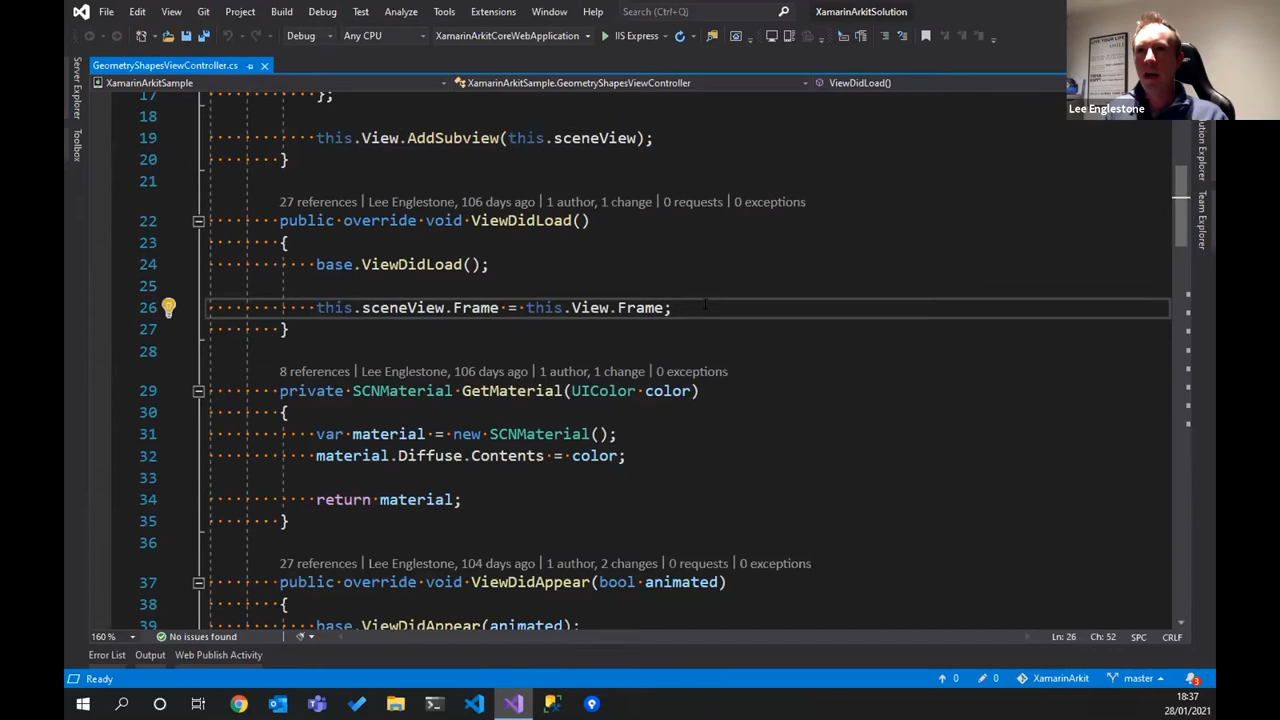 File Edit View Git Project Build Debug Test Analyze Tools Extensions Window Help Search (Ctrl+Q) XamarinArkitSolution
Debug Any CPU XamarinArkitCoreWebApplication IIS Express
GeometryShapesViewController.cs
XamarinArkitSample XamarinArkitSample.GeometryShapesViewController ViewDidLoad()
Lee Englestone
Server Explorer
Toolbox
Solution Explorer
Team Explorer
17 };
18
19 this.View.AddSubview(this.sceneView);
20 }
21
27 references | Lee Englestone, 106 days ago | 1 author, 1 change | 0 requests | 0 exceptions
22 public override void ViewDidLoad()
23 {
24 base.ViewDidLoad();
25
26 this.sceneView.Frame = this.View.Frame;
27 }
28
8 references | Lee Englestone, 106 days ago | 1 author, 1 change | 0 exceptions
29 private SCNMaterial GetMaterial(UIColor color)
30 {
31 var material = new SCNMaterial();
32 material.Diffuse.Contents = color;
33
34 return material;
35 }
36
27 references | Lee Englestone, 104 days ago | 1 author, 2 changes | 0 requests | 0 exceptions
37 public override void ViewDidAppear(bool animated)
38 {
39 base.ViewDidAppear(animated);
160 % No issues found Ln: 26 Ch: 52 SPC CRLF
Error List Output Web Publish Activity
Ready 0 0 XamarinArkit master 3
18:37
28/01/2021